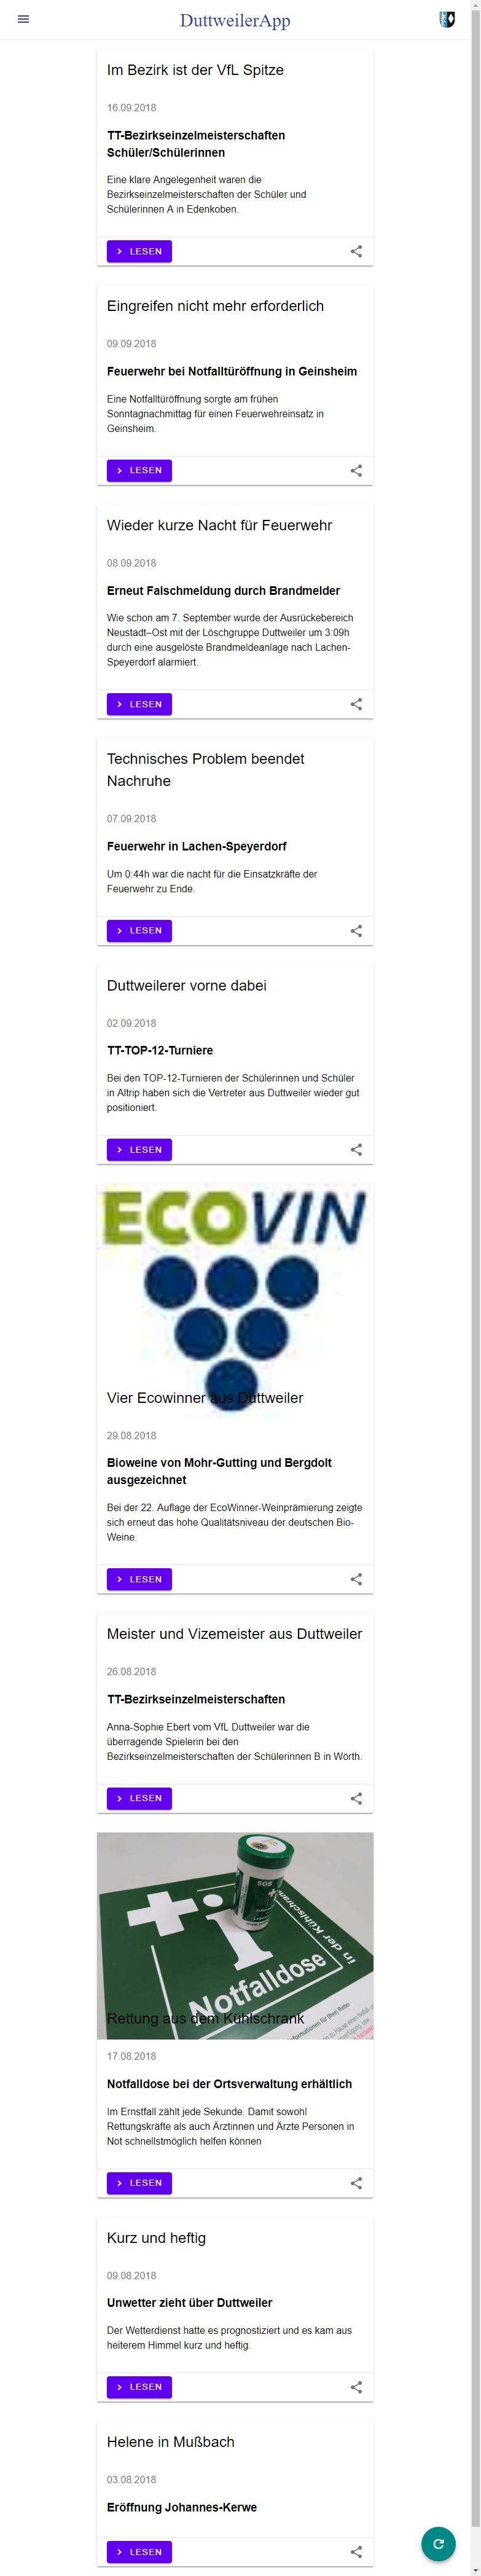 DuttweilerApp
Im Bezirk ist der VfL Spitze
16.09.2018
TT-Bezirkseinzelmeisterschaften
Schüler/Schülerinnen
Eine klare Angelegenheit waren die
Bezirkseinzelmeisterschaften der Schüler und
Schülerinnen A in Edenkoben.
LESEN
Eingreifen nicht mehr erforderlich
09.09.2018
Feuerwehr bei Notfalltüröffnung in Geinsheim
Eine Notfalltüröffnung sorgte am frühen
Sonntagnachmittag für einen Feuerwehreinsatz in
Geinsheim.
LESEN
Wieder kurze Nacht für Feuerwehr
08.09.2018
Erneut Falschmeldung durch Brandmelder
Wie schon am 7. September wurde der Ausrückebereich
Neustadt–Ost mit der Löschgruppe Duttweiler um 3:09h
durch eine ausgelöste Brandmeldeanlage nach Lachen-
Speyerdorf alarmiert.
LESEN
Technisches Problem beendet
Nachruhe
07.09.2018
Feuerwehr in Lachen-Speyerdorf
Um 0:44h war die nacht für die Einsatzkräfte der
Feuerwehr zu Ende.
LESEN
Duttweilerer vorne dabei
02.09.2018
TT-TOP-12-Turniere
Bei den TOP-12-Turnieren der Schülerinnen und Schüler
in Altrip haben sich die Vertreter aus Duttweiler wieder gut
positioniert.
LESEN
ECOVIN
Vier Ecowinner aus Duttweiler
29.08.2018
Bioweine von Mohr-Gutting und Bergdolt
ausgezeichnet
Bei der 22. Auflage der EcoWinner-Weinprämierung zeigte
sich erneut das hohe Qualitätsniveau der deutschen Bio-
Weine.
LESEN
Meister und Vizemeister aus Duttweiler
26.08.2018
TT-Bezirkseinzelmeisterschaften
Anna-Sophie Ebert vom VfL Duttweiler war die
überragende Spielerin bei den
Bezirkseinzelmeisterschaften der Schülerinnen B in Wörth.
LESEN
SOS
in der Kühlschrank
Notfalldose
Rettung aus dem Kühlschrank
17.08.2018
Notfalldose bei der Ortsverwaltung erhältlich
Im Ernstfall zählt jede Sekunde. Damit sowohl
Rettungskräfte als auch Ärztinnen und Ärzte Personen in
Not schnellstmöglich helfen können
LESEN
Kurz und heftig
09.08.2018
Unwetter zieht über Duttweiler
Der Wetterdienst hatte es prognostiziert und es kam aus
heiterem Himmel kurz und heftig.
LESEN
Helene in Mußbach
03.08.2018
Eröffnung Johannes-Kerwe
LESEN